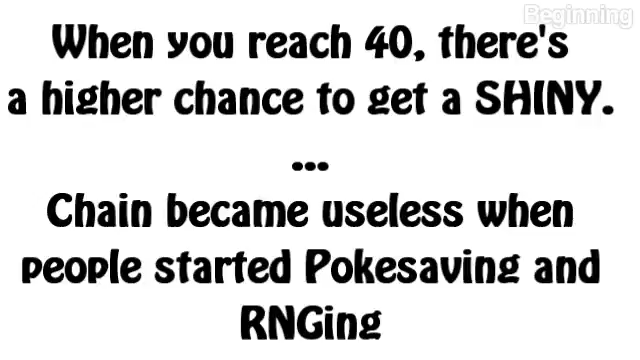 Beginning
When you reach 40, there's
a higher chance to get a SHINY.
...
Chain became useless when
people started Pokesaving and
RNGing